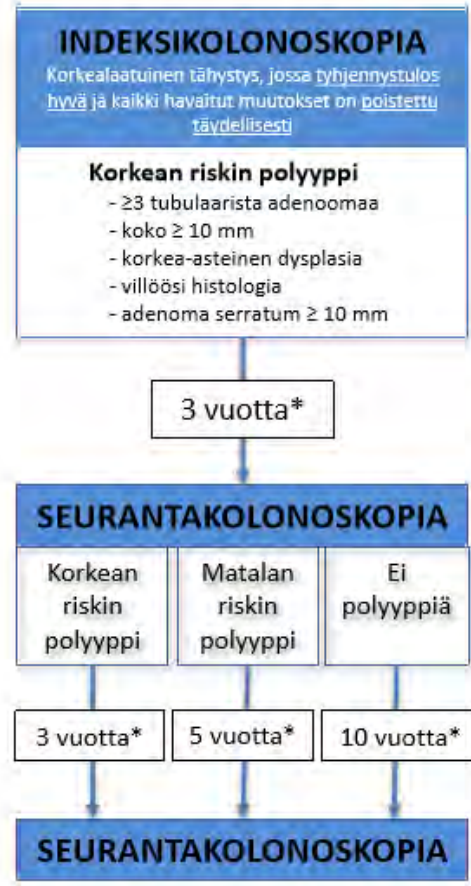 INDEKSIKOLONOSKOPIA
Korkealaatuinen tähystys, jossa tyhjennystulos
hyvä ja kaikki havaitut muutokset on poistettu
täydellisesti
Korkean riskin polyyppi
- ≥3 tubulaarista adenoomaa
- koko ≥ 10 mm
- korkea-asteinen dysplasia
- villöösi histologia
- adenoma serratum ≥ 10 mm
3 vuotta*
SEURANTAKOLONOSKOPIA
Korkean
riskin
polyyppi
Matalan
riskin
polyyppi
Ei
polyyppiä
3 vuotta*
5 vuotta*
10 vuotta*
SEURANTAKOLONOSKOPIA